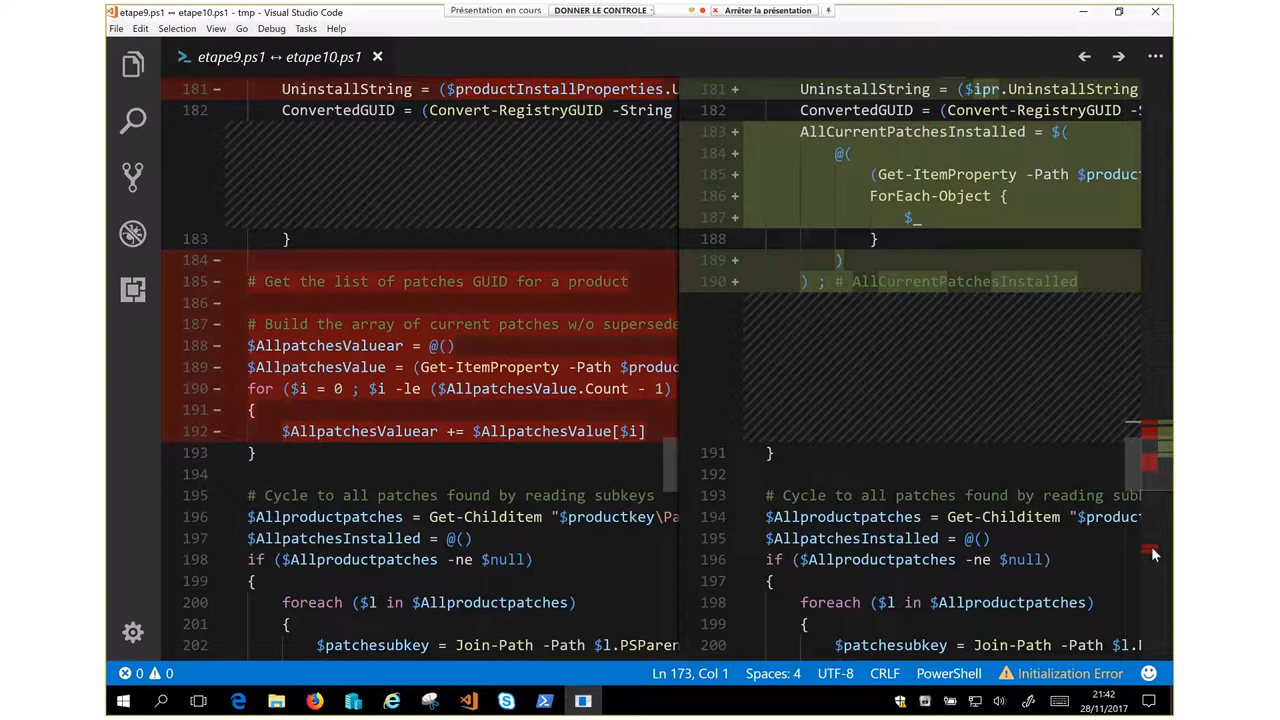 etape9.ps1 ↔ etape10.ps1 - tmp - Visual Studio Code
Présentation en cours
DONNER LE CONTROLE
Arrêter la présentation
File Edit Selection View Go Debug Tasks Help
etape9.ps1 ↔ etape10.ps1
181 - UninstallString = ($productInstallProperties.U
182 ConvertedGUID = (Convert-RegistryGUID -String
183 }
184 -
185 - # Get the list of patches GUID for a product
186 -
187 - # Build the array of current patches w/o supersede
188 - $AllpatchesValuear = @()
189 - $AllpatchesValue = (Get-ItemProperty -Path $produc
190 - for ($i = 0 ; $i -le ($AllpatchesValue.Count - 1)
191 - {
192 - $AllpatchesValuear += $AllpatchesValue[$i]
193 }
194
195 # Cycle to all patches found by reading subkeys
196 $Allproductpatches = Get-Childitem "$productkey\Pa
197 $AllpatchesInstalled = @()
198 if ($Allproductpatches -ne $null)
199 {
200 foreach ($l in $Allproductpatches)
201 {
202 $patchesubkey = Join-Path -Path $l.PSParen
181 + UninstallString = ($ipr.UninstallString
182 ConvertedGUID = (Convert-RegistryGUID -S
183 + AllCurrentPatchesInstalled = $(
184 + @(
185 + (Get-ItemProperty -Path $product
186 + ForEach-Object {
187 + $_
188 }
189 + )
190 + ) ; # AllCurrentPatchesInstalled
191 }
192
193 # Cycle to all patches found by reading sub
194 $Allproductpatches = Get-Childitem "$produc
195 $AllpatchesInstalled = @()
196 if ($Allproductpatches -ne $null)
197 {
198 foreach ($l in $Allproductpatches)
199 {
200 $patchesubkey = Join-Path -Path $l.P
0 0
Ln 173, Col 1 Spaces: 4 UTF-8 CRLF PowerShell Initialization Error
21:42
28/11/2017